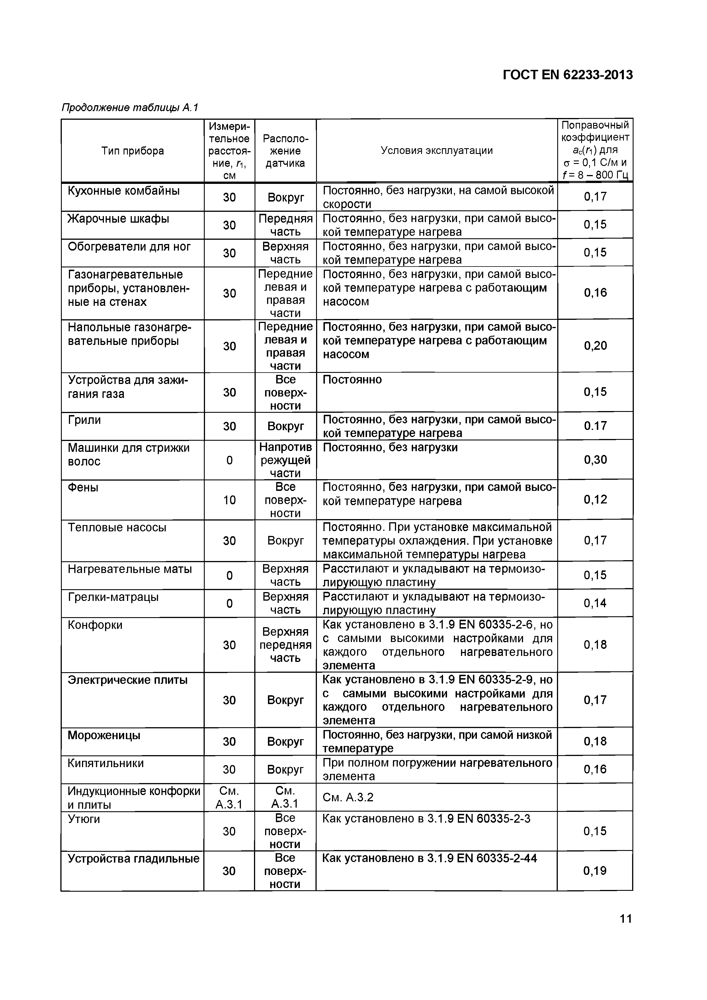 ГОСТ EN 62233-2013
Продолжение таблицы А.1
Тип прибора
Измери-
тельное
расстоя-
ние, r₁,
см
Располо-
жение
датчика
Условия эксплуатации
Поправочный
коэффициент
aс(r₁) для
σ = 0,1 С/м и
f = 8 – 800 Гц
Кухонные комбайны
30
Вокруг
Постоянно, без нагрузки, на самой высокой
скорости
0,17
Жарочные шкафы
30
Передняя
часть
Постоянно, без нагрузки, при самой высо-
кой температуре нагрева
0,15
Обогреватели для ног
30
Верхняя
часть
Постоянно, без нагрузки, при самой высо-
кой температуре нагрева
0,15
Газонагревательные
приборы, установлен-
ные на стенах
30
Передние
левая и
правая
части
Постоянно, без нагрузки, при самой высо-
кой температуре нагрева с работающим
насосом
0,16
Напольные газонагре-
вательные приборы
30
Передние
левая и
правая
части
Постоянно, без нагрузки, при самой высо-
кой температуре нагрева с работающим
насосом
0,20
Устройства для зажи-
гания газа
30
Все
поверх-
ности
Постоянно
0,15
Грили
30
Вокруг
Постоянно, без нагрузки, при самой высо-
кой температуре нагрева
0.17
Машинки для стрижки
волос
0
Напротив
режущей
части
Постоянно, без нагрузки
0,30
Фены
10
Все
поверх-
ности
Постоянно, без нагрузки, при самой высо-
кой температуре нагрева
0,12
Тепловые насосы
30
Вокруг
Постоянно. При установке максимальной
температуры охлаждения. При установке
максимальной температуры нагрева
0,17
Нагревательные маты
0
Верхняя
часть
Расстилают и укладывают на термоизо-
лирующую пластину
0,15
Грелки-матрацы
0
Верхняя
часть
Расстилают и укладывают на термоизо-
лирующую пластину
0,14
Конфорки
30
Верхняя
передняя
часть
Как установлено в 3.1.9 EN 60335-2-6, но
с самыми высокими настройками для
каждого отдельного нагревательного
элемента
0,18
Электрические плиты
30
Вокруг
Как установлено в 3.1.9 EN 60335-2-9, но
с самыми высокими настройками для
каждого отдельного нагревательного
элемента
0,17
Мороженицы
30
Вокруг
Постоянно, без нагрузки, при самой низкой
температуре
0,18
Кипятильники
30
Вокруг
При полном погружении нагревательного
элемента
0,16
Индукционные конфорки
и плиты
См.
А.3.1
См.
А.3.1
См. А.3.2
Утюги
30
Все
поверх-
ности
Как установлено в 3.1.9 EN 60335-2-3
0,15
Устройства гладильные
30
Все
поверх-
ности
Как установлено в 3.1.9 EN 60335-2-44
0,19
11